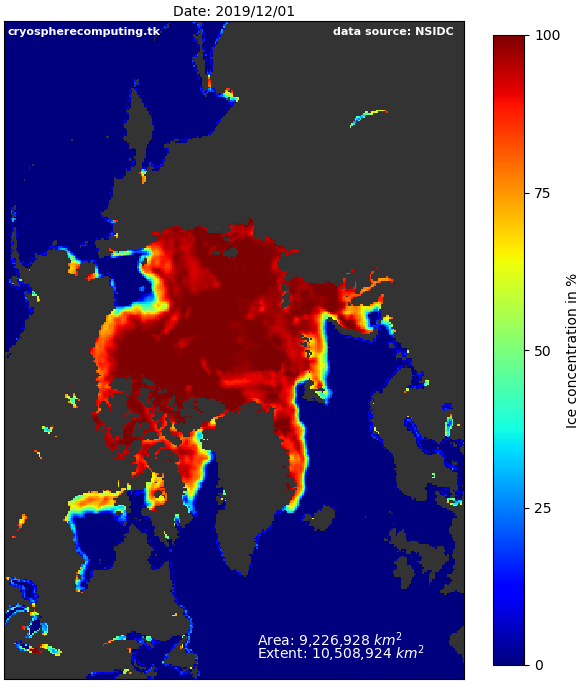 Date: 2019/12/01
cryospherecomputing.tk
data source: NSIDC
100
75
50
25
0
Ice concentration in %
Area: 9,226,928 km²
Extent: 10,508,924 km²